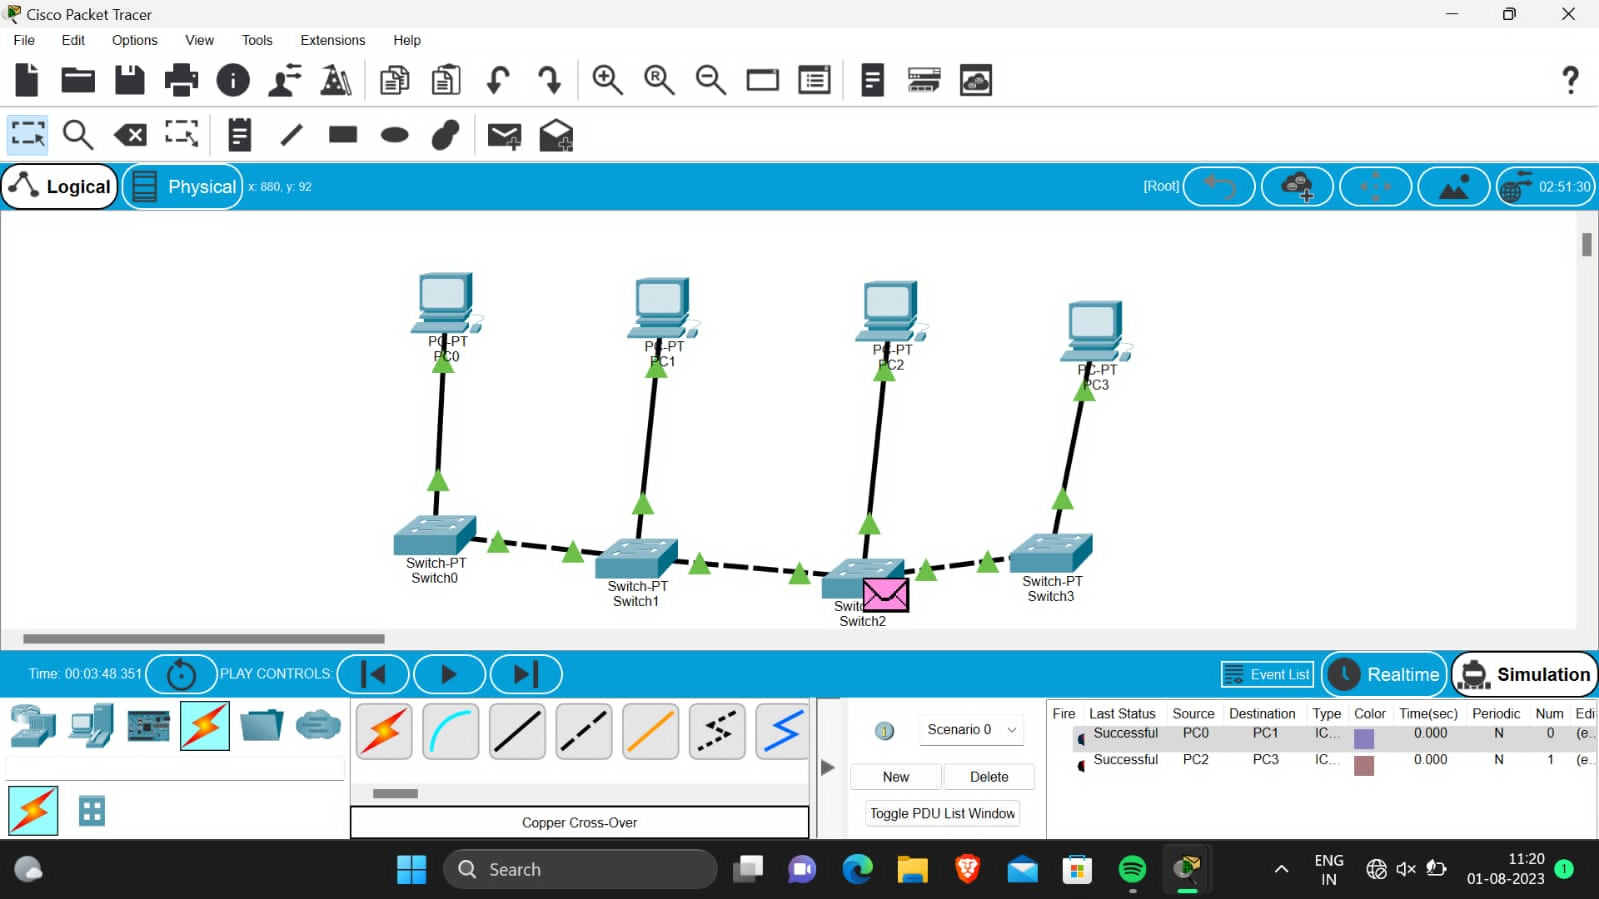 Cisco Packet Tracer
File Edit Options View Tools Extensions Help
R
?
Logical Physical x: 880, y: 92 [Root] 02:51:30
PC-PT
PC0
PC-PT
PC1
PC-PT
PC2
PC-PT
PC3
Switch-PT
Switch0
Switch-PT
Switch1
Switc
Switch2
Switch-PT
Switch3
Time: 00:03:48.351 PLAY CONTROLS: Event List Realtime Simulation
Scenario 0
New Delete
Toggle PDU List Window
Copper Cross-Over
Fire Last Status Source Destination Type Color Time(sec) Periodic Num Edi
Successful PC0 PC1 IC... 0.000 N 0 (e...
Successful PC2 PC3 IC... 0.000 N 1 (e...
Search
ENG
IN
11:20
01-08-2023
1